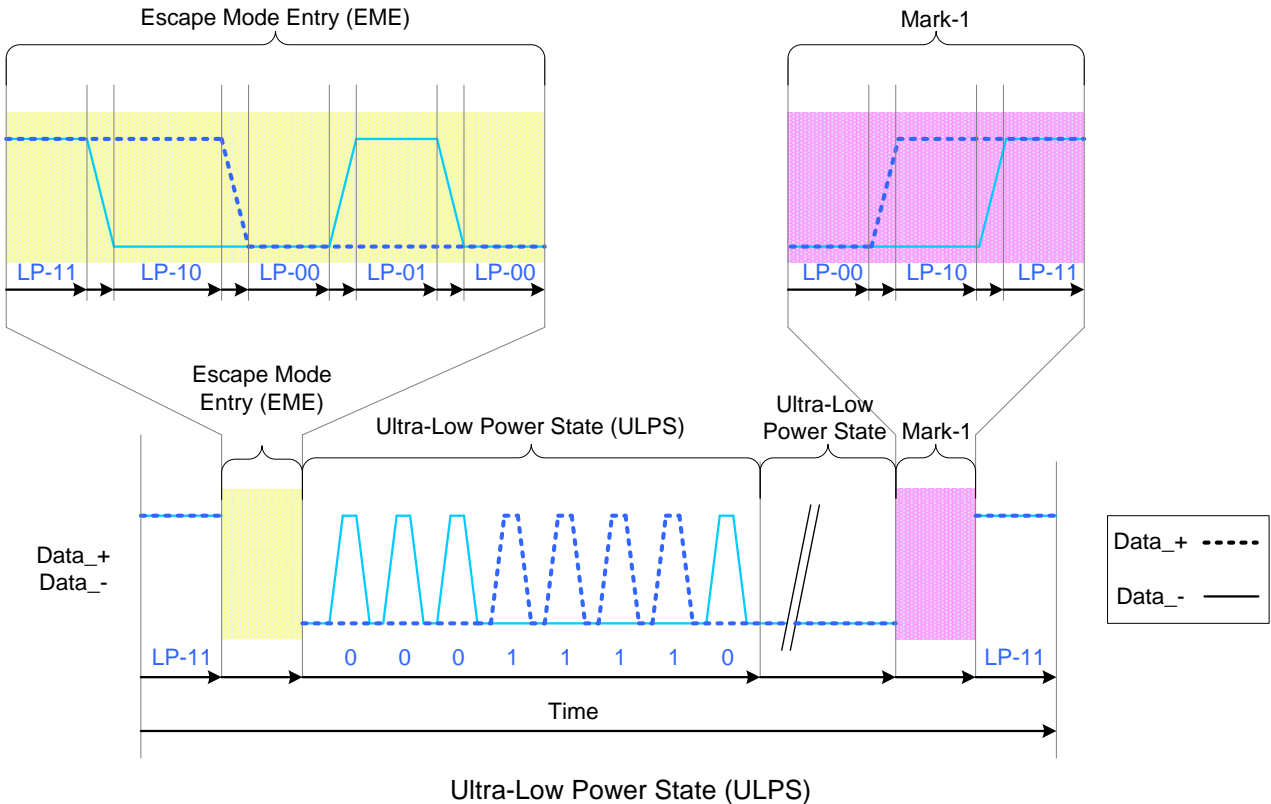 Escape Mode Entry (EME)
Mark-1
LP-11 LP-10 LP-00 LP-01 LP-00
LP-00 LP-10 LP-11
Escape Mode
Entry (EME)
Ultra-Low Power State (ULPS)
Ultra-Low
Power State
Mark-1
Data_+
Data_-
Data_+
Data_-
LP-11 0 0 0 1 1 1 1 0 LP-11
Time
Ultra-Low Power State (ULPS)